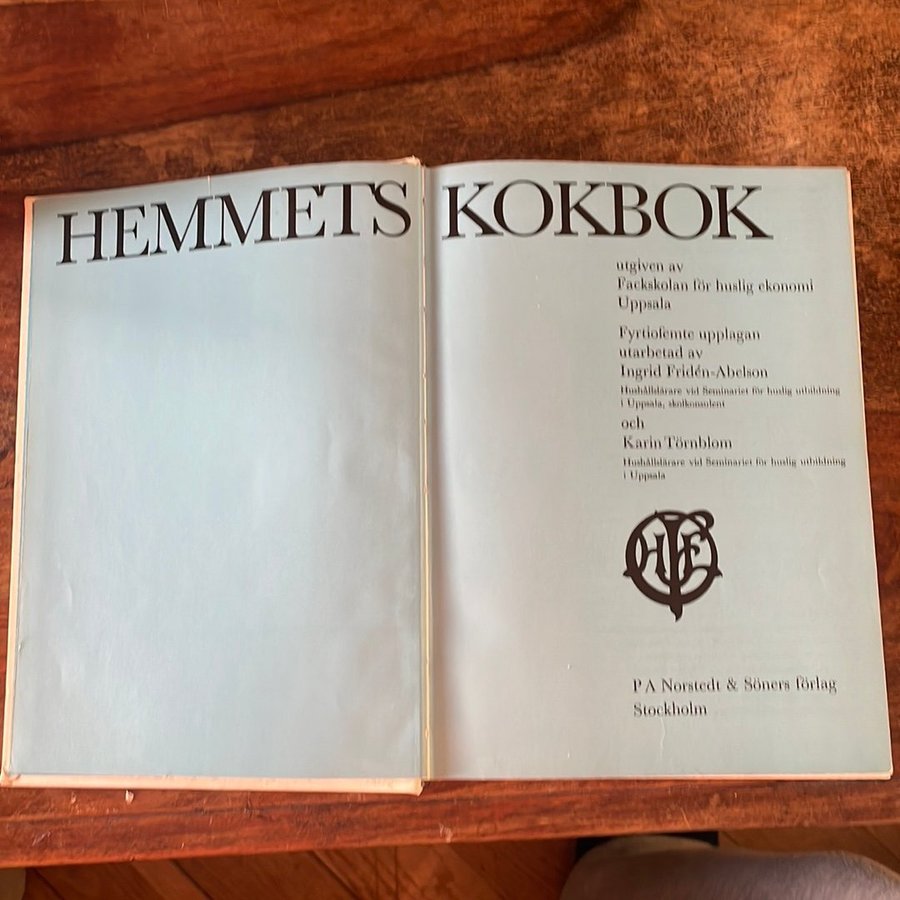 HEMMETS KOKBOK
utgiven av
Fackskolan för huslig ekonomi
Uppsala
Fyrtiofemte upplagan
utarbetad av
Ingrid Fridén-Abelson
Hushållslärare vid Seminariet för huslig utbildning
i Uppsala, skolkonsulent
och
Karin Törnblom
Hushållslärare vid Seminariet för huslig utbildning
i Uppsala
P A Norstedt & Söners förlag
Stockholm